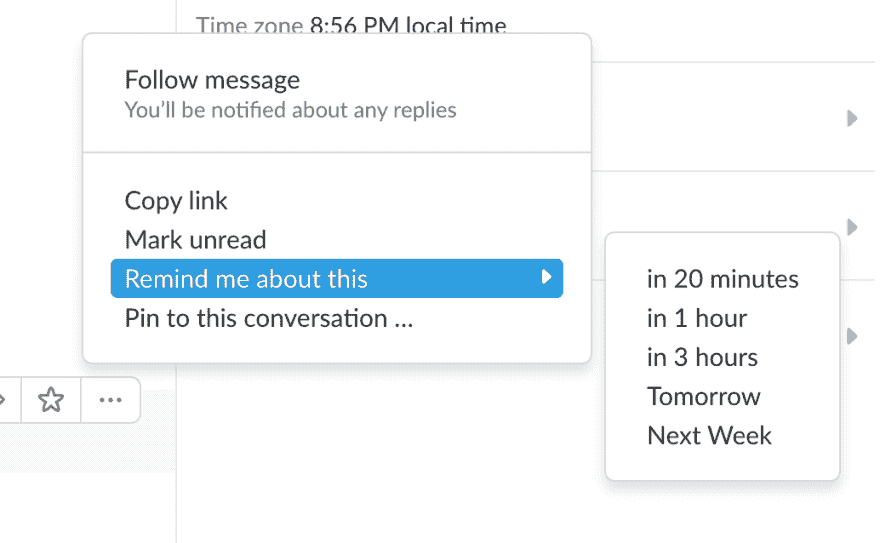 Time zone 8:56 PM local time
Follow message
You'll be notified about any replies
Copy link
Mark unread
Remind me about this
Pin to this conversation ...
in 20 minutes
in 1 hour
in 3 hours
Tomorrow
Next Week